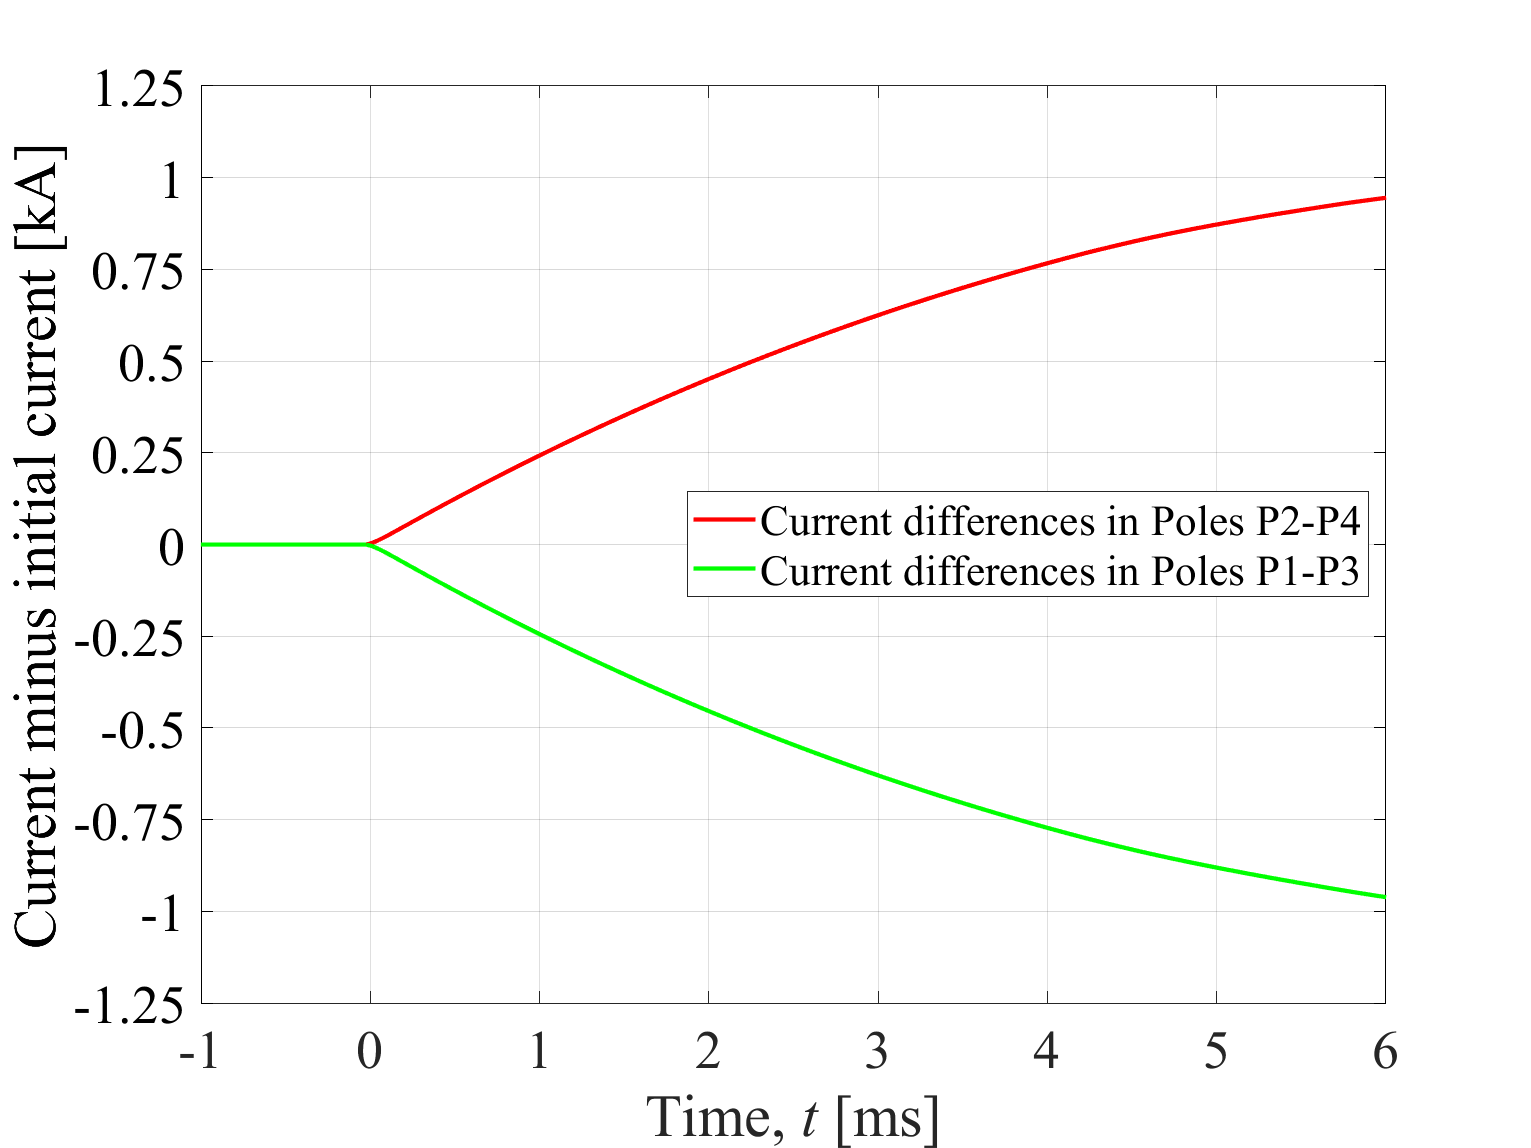 Current minus initial current [kA]
1.25
1
0.75
0.5
0.25
0
-0.25
-0.5
-0.75
-1
-1.25
Current differences in Poles P2-P4
Current differences in Poles P1-P3
-1 0 1 2 3 4 5 6
Time, t [ms]